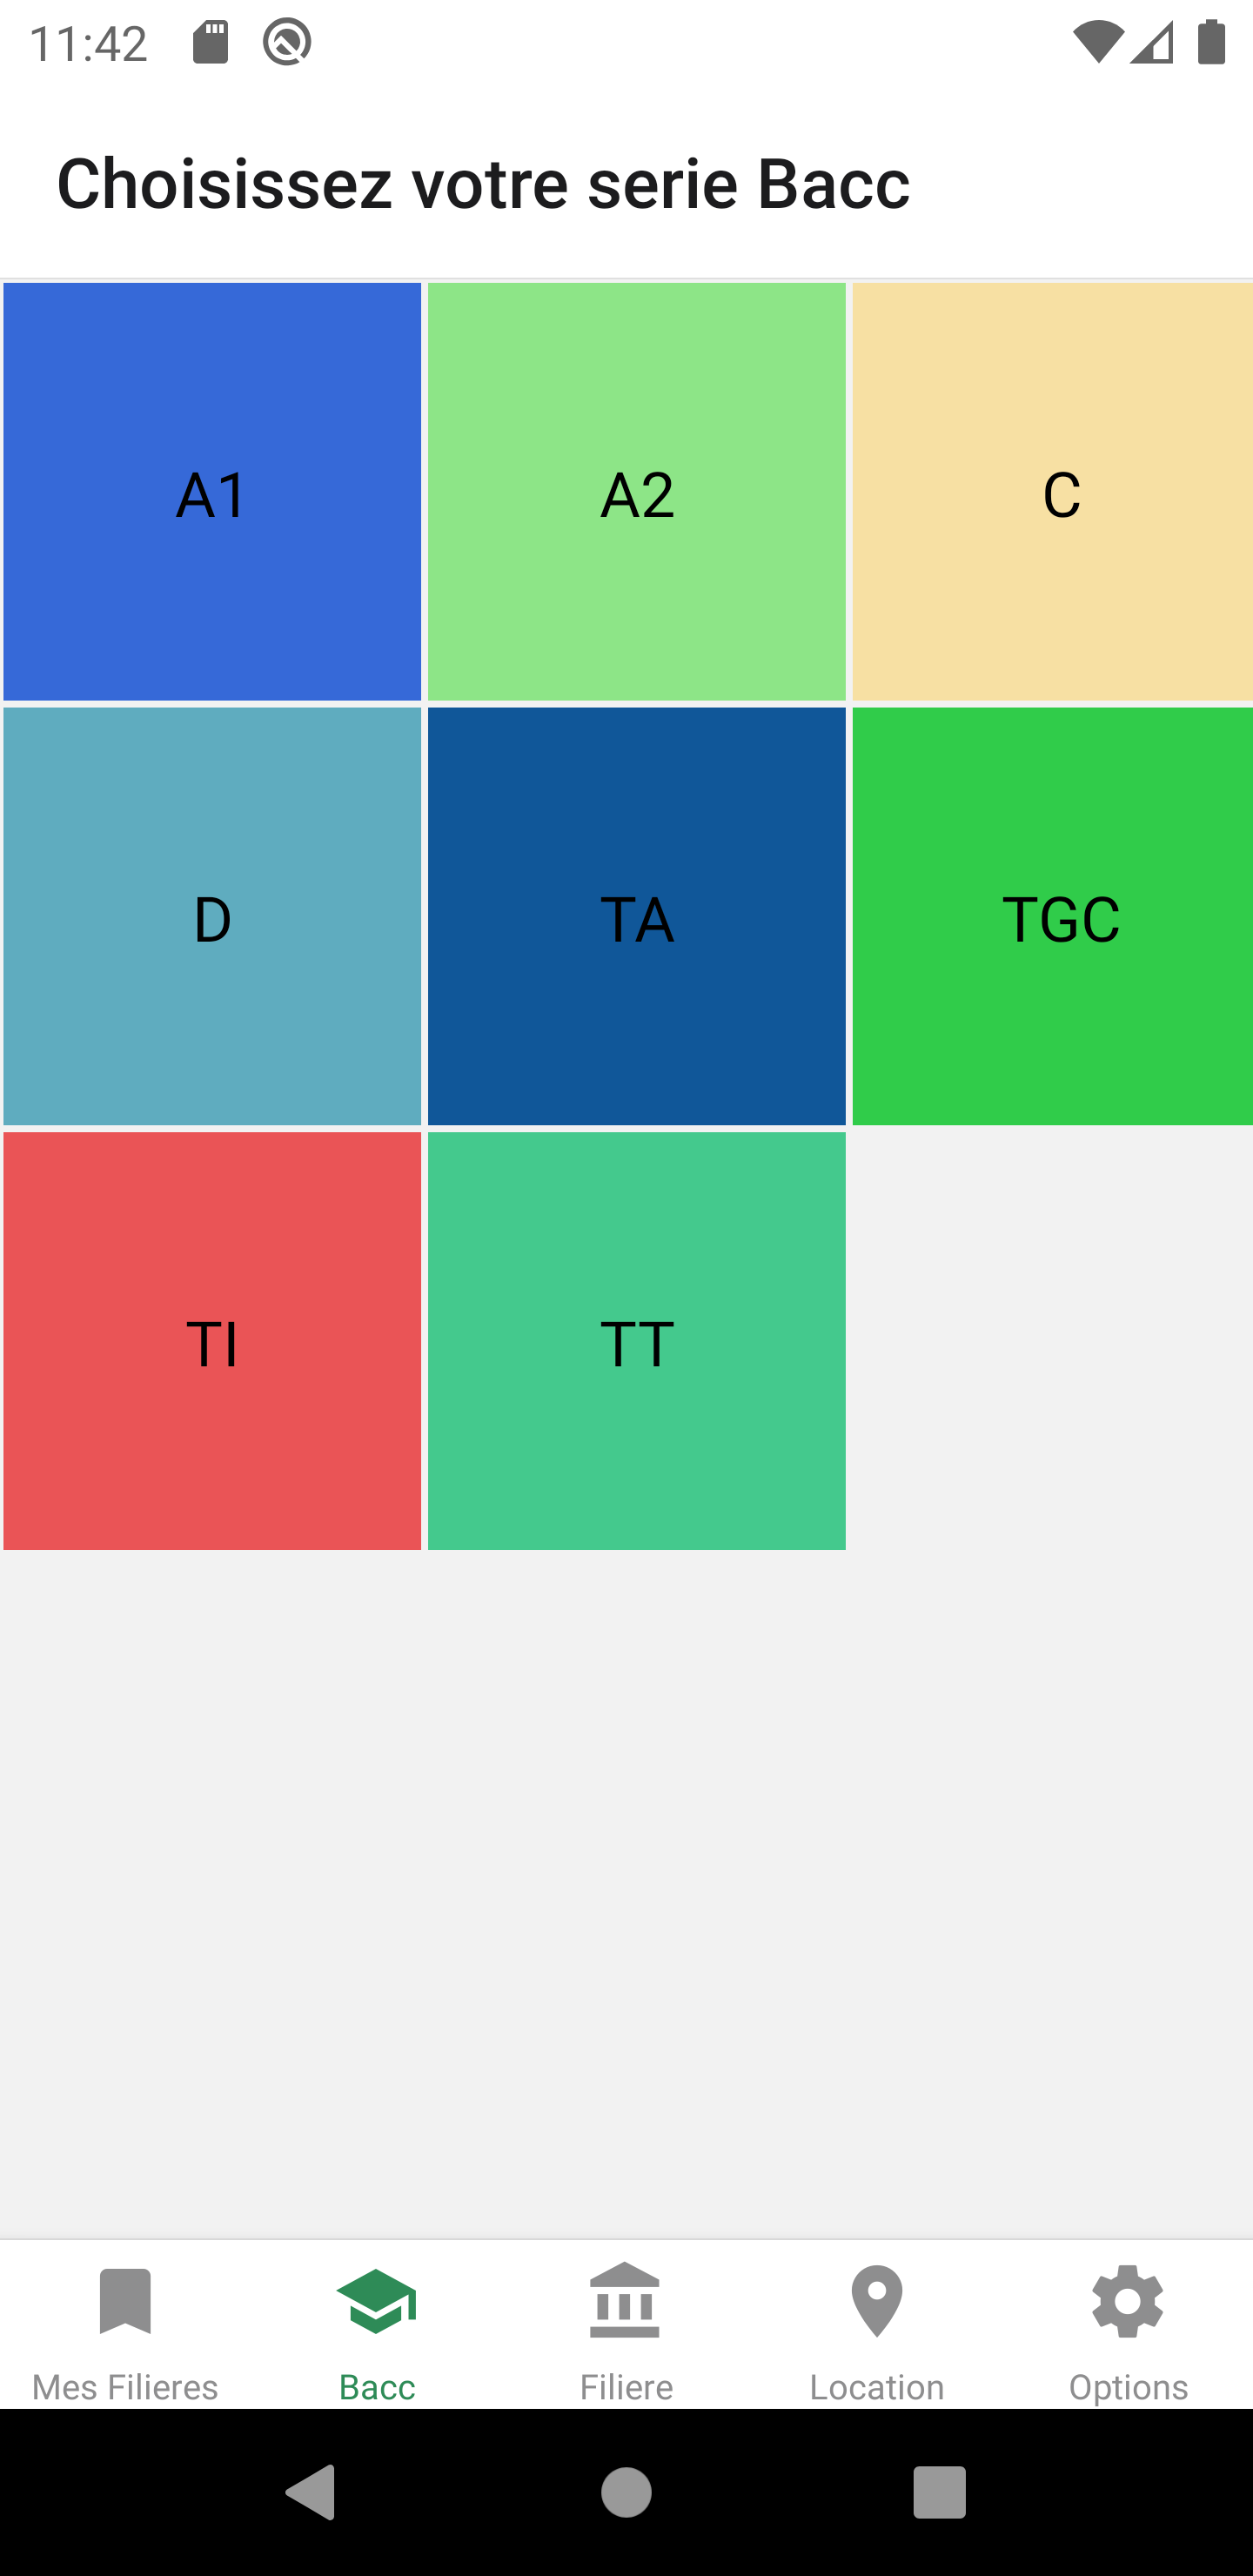 11:42
Choisissez votre serie Bacc
A1 A2 C
D TA TGC
TI TT
Mes Filieres Bacc Filiere Location Options